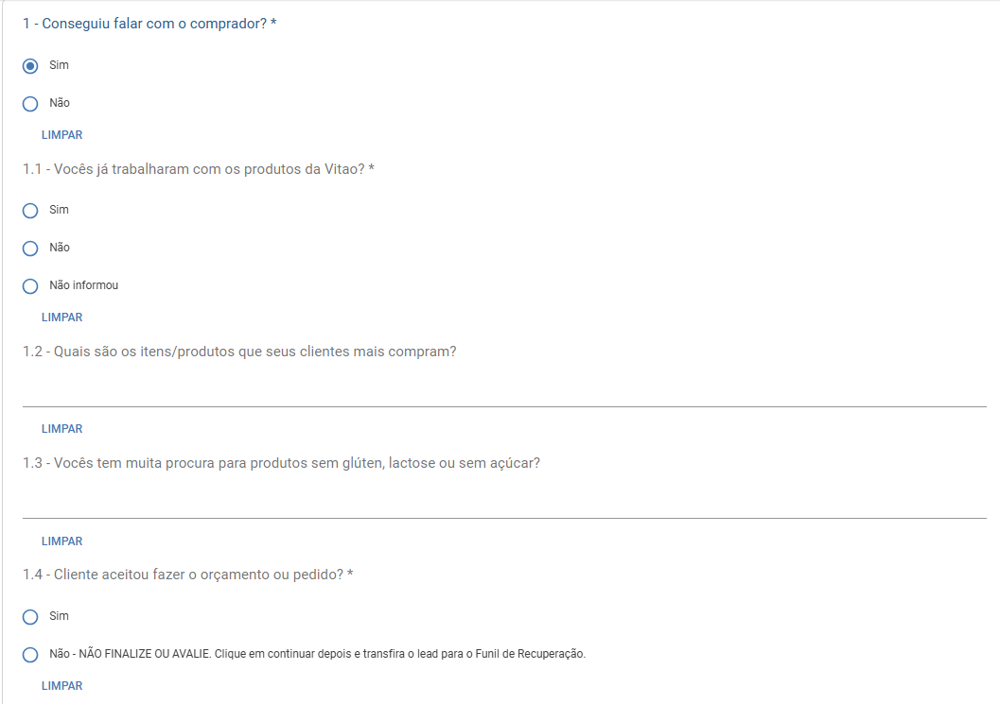 1 - Conseguiu falar com o comprador? *
Sim
Não
LIMPAR
1.1 - Vocês já trabalharam com os produtos da Vitao? *
Sim
Não
Não informou
LIMPAR
1.2 - Quais são os itens/produtos que seus clientes mais compram?
LIMPAR
1.3 - Vocês tem muita procura para produtos sem glúten, lactose ou sem açúcar?
LIMPAR
1.4 - Cliente aceitou fazer o orçamento ou pedido? *
Sim
Não - NÃO FINALIZE OU AVALIE. Clique em continuar depois e transfira o lead para o Funil de Recuperação.
LIMPAR